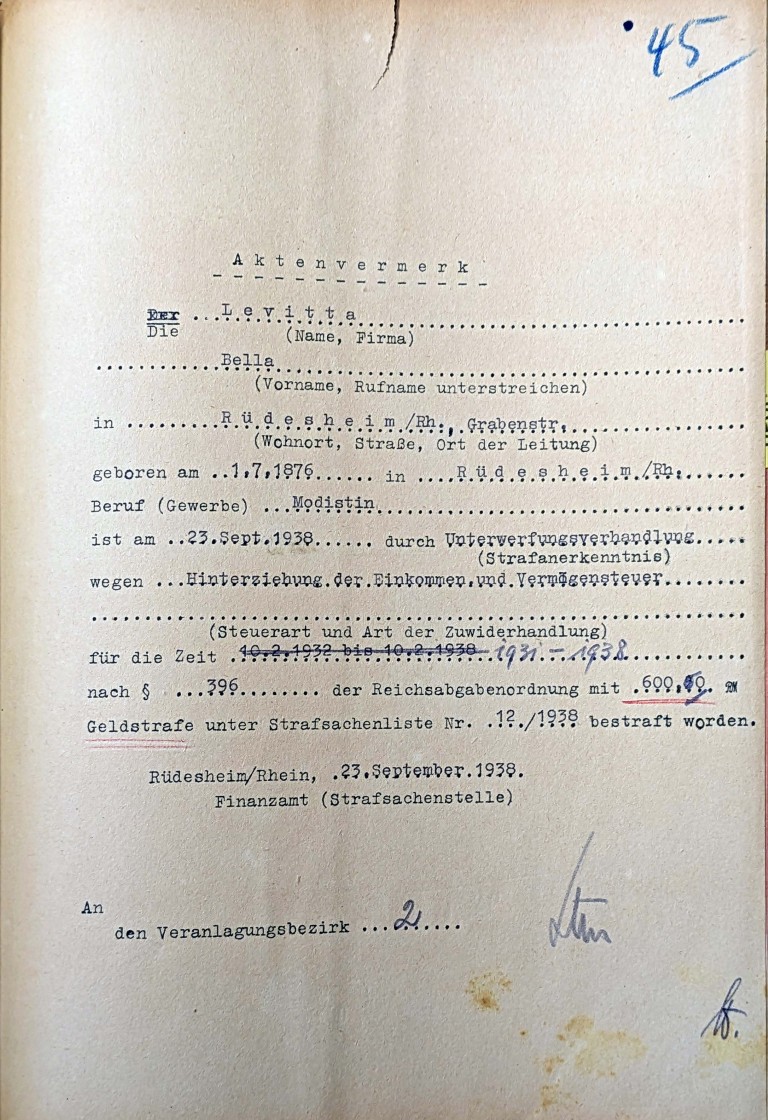 45
Aktenvermerk
Der ...Levitta
Die (Name, Firma)
Bella
(Vorname, Rufname unterstreichen)
in ......... Rüdesheim/Rh., Grabenstr.
(Wohnort, Straße, Ort der Leitung)
geboren am ..1.7.1876...... in ....Rüdesheim/Rh.
Beruf (Gewerbe) ...Modistin
ist am ..23.Sept.1938...... durch Unterwerfungsverhandlung.....
(Strafanerkenntnis)
wegen ...Hinterziehung der Einkommen.und Vermögensteuer........
(Steuerart und Art der Zuwiderhandlung)
für die Zeit .10.2.1932 bis 10.2.1938 1931 – 1938
nach § ...396........ der Reichsabgabenordnung mit .600,00. RM
Geldstrafe unter Strafsachenliste Nr. .12./1938 bestraft worden.
Rüdesheim/Rhein, .23.September.1938.
Finanzamt (Strafsachenstelle)
An
den Veranlagungsbezirk ...2......